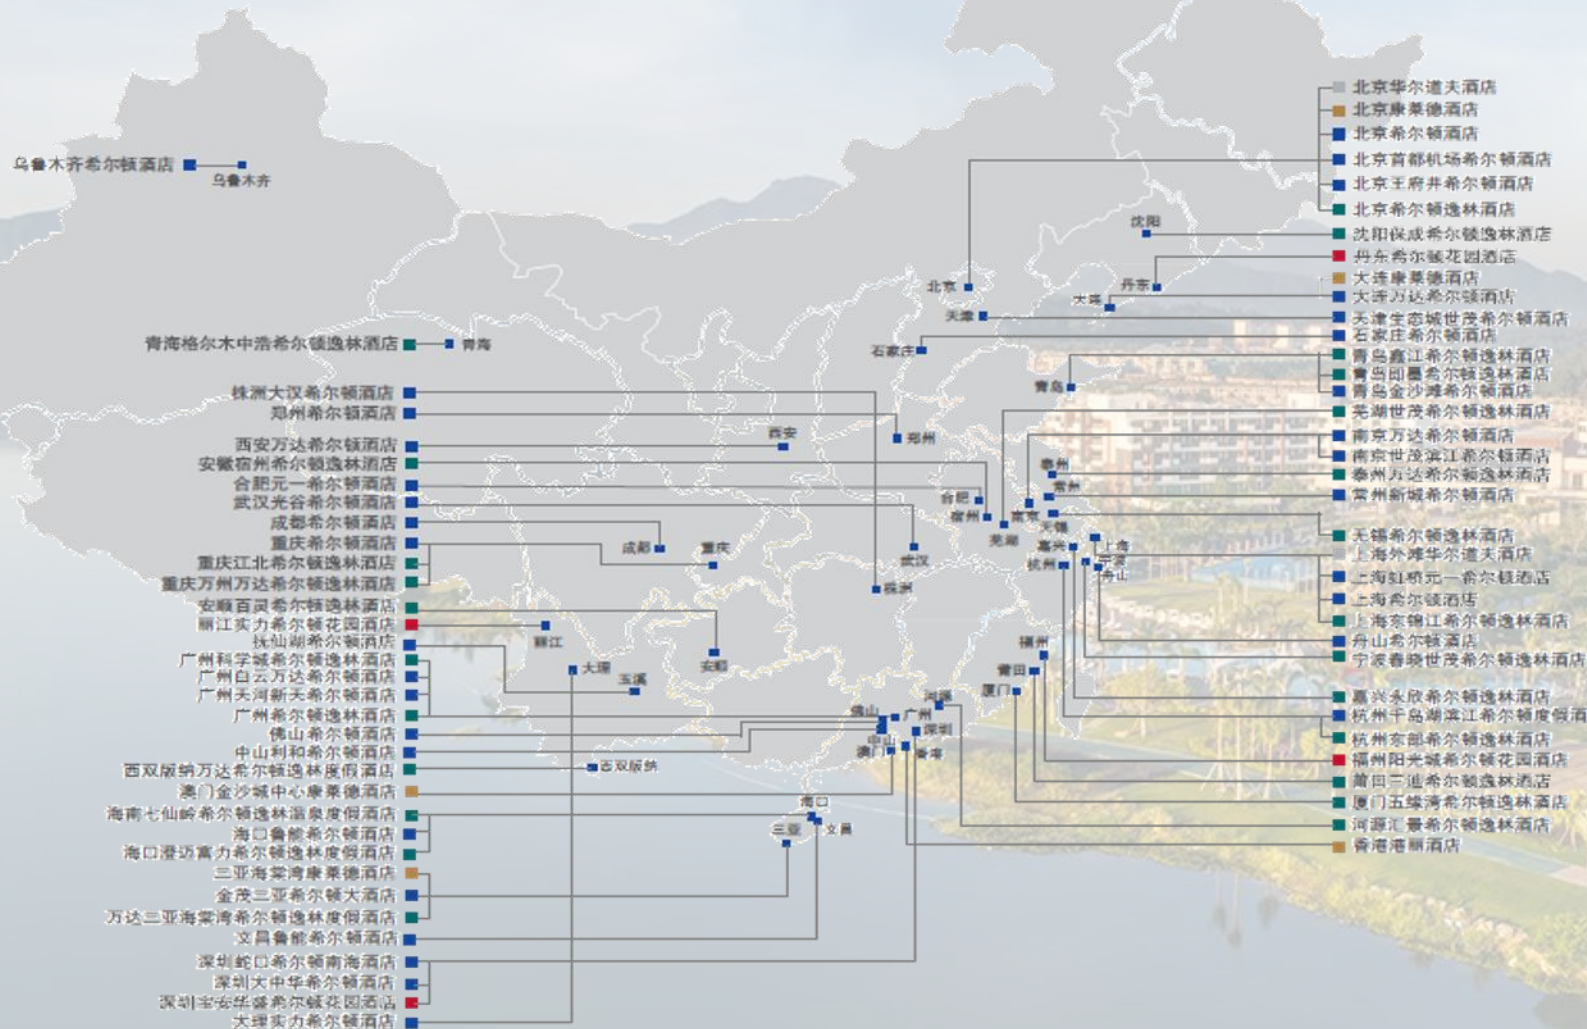 乌鲁木齐希尔顿酒店
乌鲁木齐
青海格尔木中浩希尔顿逸林酒店
青海
株洲大汉希尔顿酒店
郑州希尔顿酒店
西安万达希尔顿酒店
安徽宿州希尔顿逸林酒店
合肥元一希尔顿酒店
武汉光谷希尔顿酒店
成都希尔顿酒店
重庆希尔顿酒店
重庆江北希尔顿逸林酒店
重庆万州万达希尔顿逸林酒店
安顺百灵希尔顿逸林酒店
丽江实力希尔顿花园酒店
抚仙湖希尔顿酒店
广州科学城希尔顿逸林酒店
广州白云万达希尔顿酒店
广州天河新天希尔顿酒店
广州希尔顿逸林酒店
佛山希尔顿酒店
中山利和希尔顿酒店
西双版纳万达希尔顿逸林度假酒店
澳门金沙城中心康莱德酒店
海南七仙岭希尔顿逸林温泉度假酒店
海口鲁能希尔顿酒店
海口澄迈富力希尔顿逸林度假酒店
三亚海棠湾康莱德酒店
金茂三亚希尔顿大酒店
万达三亚海棠湾希尔顿逸林度假酒店
文昌鲁能希尔顿酒店
深圳蛇口希尔顿南海酒店
深圳大中华希尔顿酒店
深圳宝安华盛希尔顿花园酒店
大理实力希尔顿酒店
沈阳
丹东
大连
北京
天津
石家庄
青岛
郑州
西安
泰州
常州
合肥
宿州
南京
无锡
芜湖
嘉兴
上海
杭州
宁波
舟山
成都
重庆
武汉
株洲
丽江
大理
玉溪
安顺
福州
莆田
厦门
河源
佛山
广州
深圳
中山
澳门
香港
西双版纳
海口
三亚
文昌
北京华尔道夫酒店
北京康莱德酒店
北京希尔顿酒店
北京首都机场希尔顿酒店
北京王府井希尔顿酒店
北京希尔顿逸林酒店
沈阳保成希尔顿逸林酒店
丹东希尔顿花园酒店
大连康莱德酒店
大连万达希尔顿酒店
天津生态城世茂希尔顿酒店
石家庄希尔顿酒店
青岛鑫江希尔顿逸林酒店
青岛即墨希尔顿逸林酒店
青岛金沙滩希尔顿酒店
芜湖世茂希尔顿逸林酒店
南京万达希尔顿酒店
南京世茂滨江希尔顿酒店
泰州万达希尔顿逸林酒店
常州新城希尔顿酒店
无锡希尔顿逸林酒店
上海外滩华尔道夫酒店
上海虹桥元一希尔顿酒店
上海希尔顿酒店
上海东锦江希尔顿逸林酒店
舟山希尔顿酒店
宁波春晓世茂希尔顿逸林酒店
嘉兴永欣希尔顿逸林酒店
杭州千岛湖滨江希尔顿度假酒
杭州东部希尔顿逸林酒店
福州阳光城希尔顿花园酒店
莆田三迪希尔顿逸林酒店
厦门五缘湾希尔顿逸林酒店
河源汇景希尔顿逸林酒店
香港港丽酒店